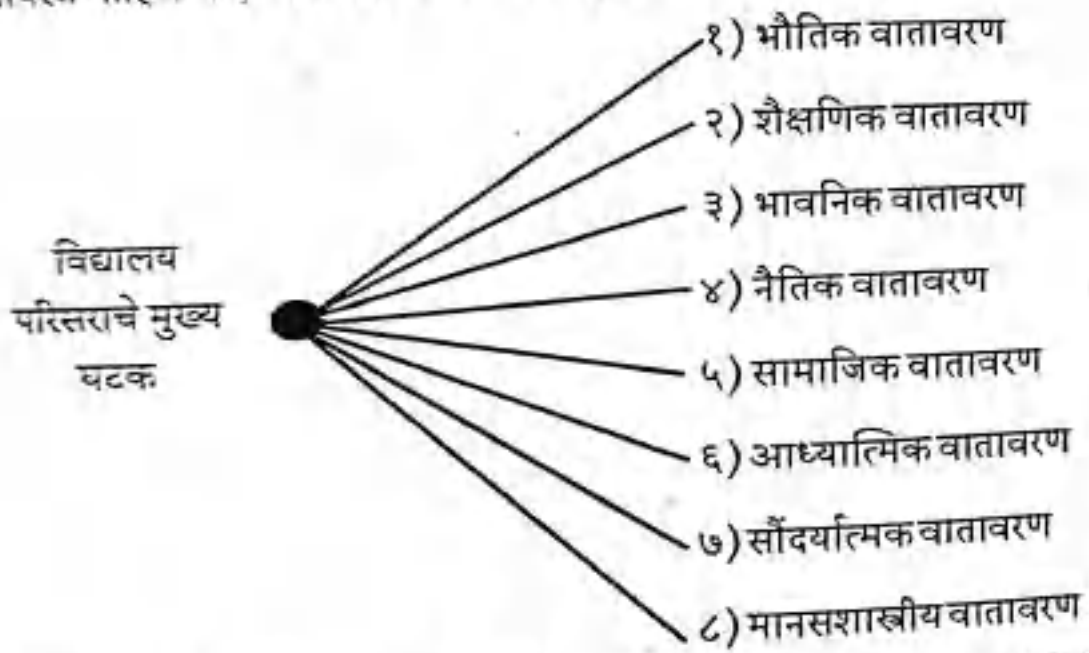 १) भौतिक वातावरण
२) शैक्षणिक वातावरण
३) भावनिक वातावरण
विद्यालय
परिसराचे मुख्य
घटक
४) नैतिक वातावरण
५) सामाजिक वातावरण
६) आध्यात्मिक वातावरण
७) सौंदर्यात्मक वातावरण
८) मानसशास्त्रीय वातावरण